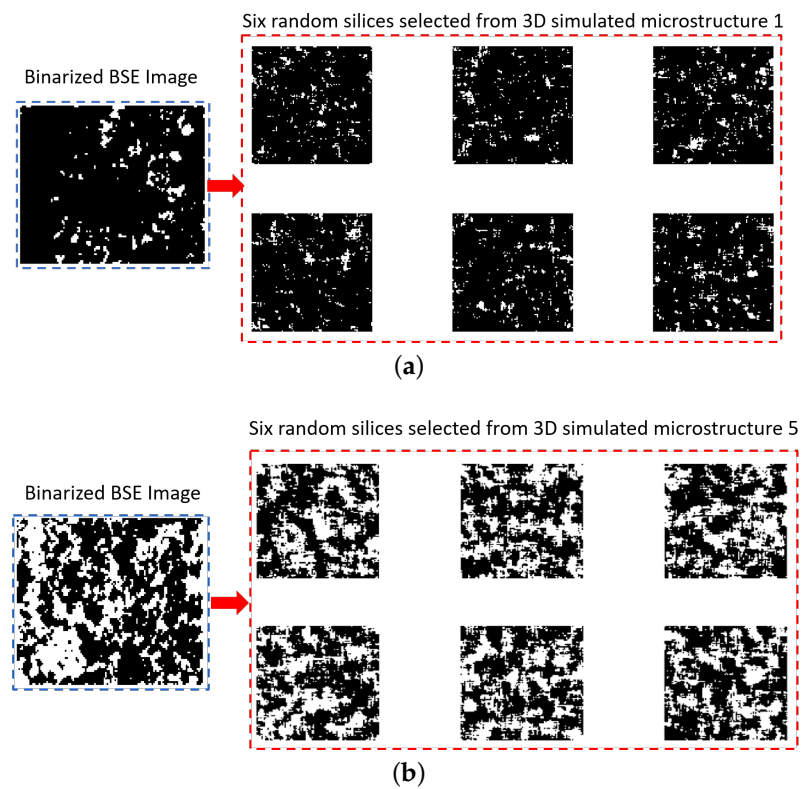 Six random silices selected from 3D simulated microstructure 1
Binarized BSE Image
(a)
Six random silices selected from 3D simulated microstructure 5
Binarized BSE Image
(b)